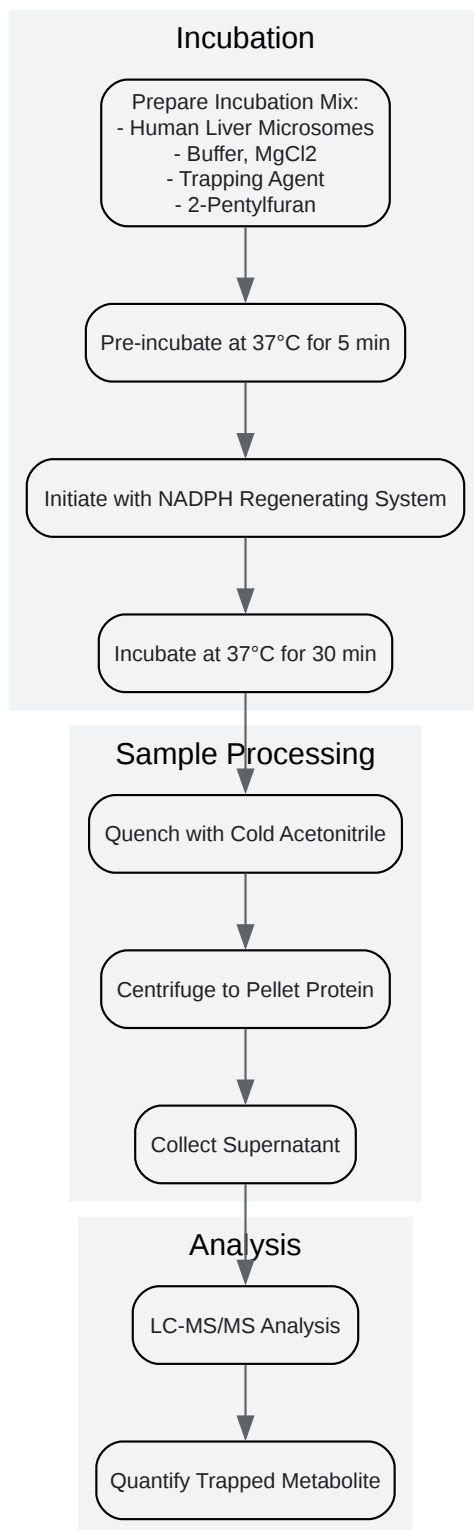 Incubation
Prepare Incubation Mix:
- Human Liver Microsomes
- Buffer, MgCl2
- Trapping Agent
- 2-Pentylfuran
Pre-incubate at 37°C for 5 min
Initiate with NADPH Regenerating System
Incubate at 37°C for 30 min
Sample Processing
Quench with Cold Acetonitrile
Centrifuge to Pellet Protein
Collect Supernatant
Analysis
LC-MS/MS Analysis
Quantify Trapped Metabolite